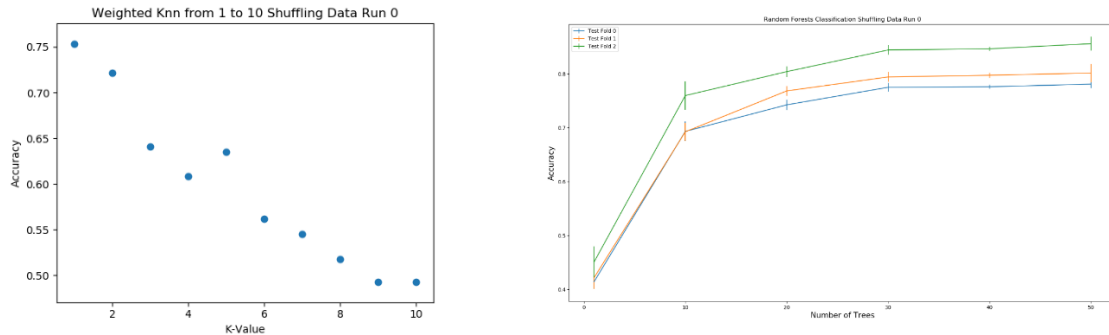 Weighted Knn from 1 to 10 Shuffling Data Run 0
0.75
0.70
0.65
0.60
0.55
0.50
Accuracy
2
4
6
8
10
K-Value
Random Forests Classification Shuffling Data Run 0
Test Fold 0
Test Fold 1
Test Fold 2
0.8
0.7
0.6
0.5
0.4
Accuracy
0
10
20
30
40
50
Number of Trees